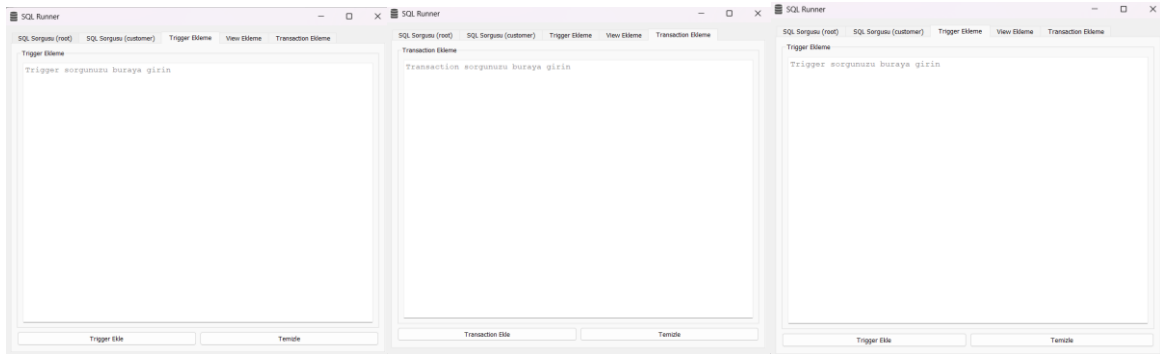 SQL Runner
SQL Sorgusu (root) SQL Sorgusu (customer) Trigger Ekleme View Ekleme Transaction Ekleme
Trigger Ekleme
Trigger sorgunuzu buraya girin
Trigger Ekle Temizle
SQL Runner
SQL Sorgusu (root) SQL Sorgusu (customer) Trigger Ekleme View Ekleme Transaction Ekleme
Transaction Ekleme
Transaction sorgunuzu buraya girin
Transaction Ekle Temizle
SQL Runner
SQL Sorgusu (root) SQL Sorgusu (customer) Trigger Ekleme View Ekleme Transaction Ekleme
Trigger Ekleme
Trigger sorgunuzu buraya girin
Trigger Ekle Temizle